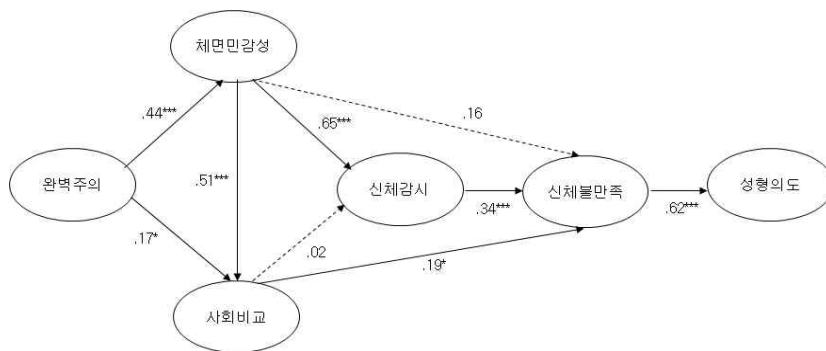 체면민감성
.44***
.16
.65***
완벽주의
.51***
신체감시
신체불만족
성형의도
.34***
.62***
.17*
.02
.19*
사회비교